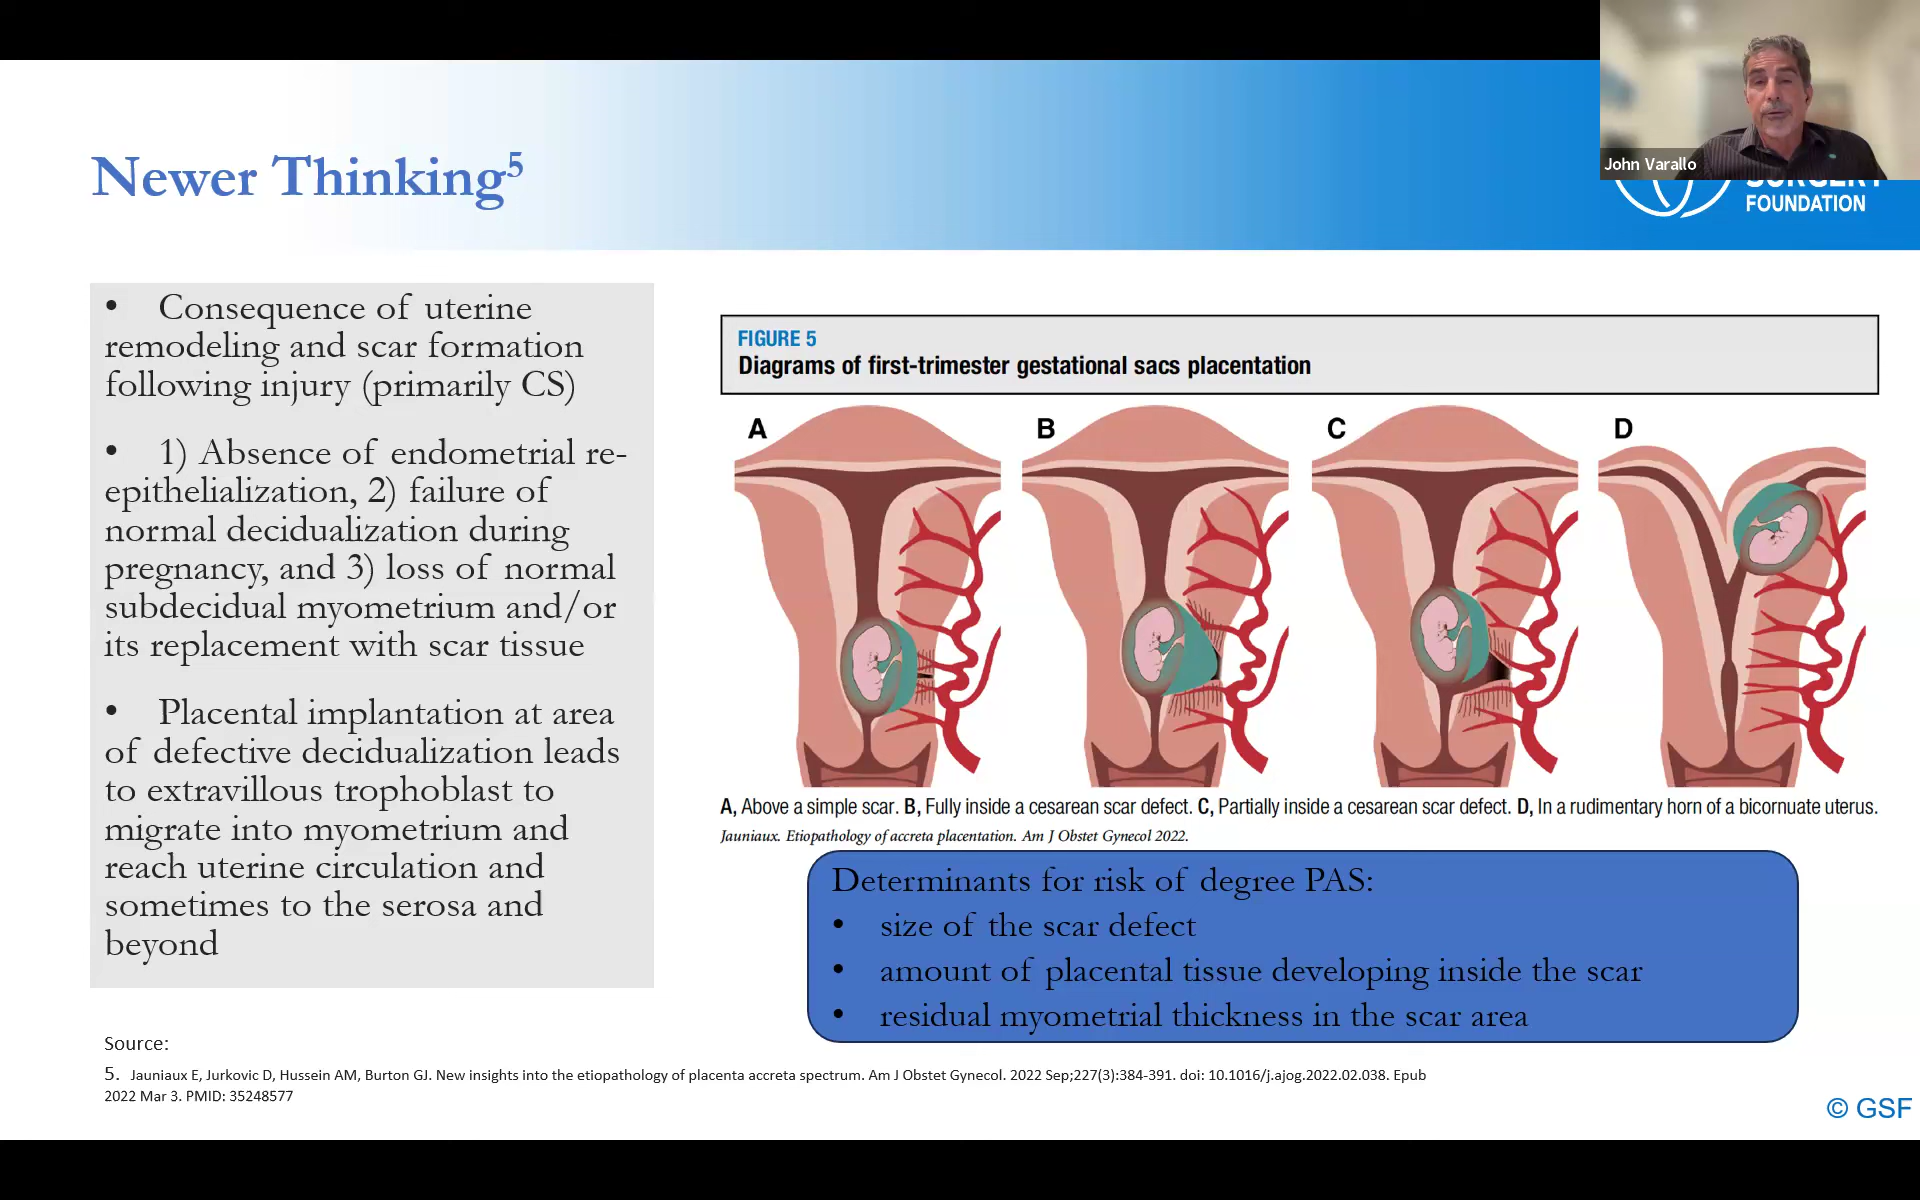 John Varallo
FOUNDATION
Newer Thinking5
• Consequence of uterine
remodeling and scar formation
following injury (primarily CS)
• 1) Absence of endometrial re-
epithelialization, 2) failure of
normal decidualization during
pregnancy, and 3) loss of normal
subdecidual myometrium and/or
its replacement with scar tissue
• Placental implantation at area
of defective decidualization leads
to extravillous trophoblast to
migrate into myometrium and
reach uterine circulation and
sometimes to the serosa and
beyond
FIGURE 5
Diagrams of first-trimester gestational sacs placentation
A B C D
A, Above a simple scar. B, Fully inside a cesarean scar defect. C, Partially inside a cesarean scar defect. D, In a rudimentary horn of a bicornuate uterus.
Jauniaux. Etiopathology of accreta placentation. Am J Obstet Gynecol 2022.
Determinants for risk of degree PAS:
• size of the scar defect
• amount of placental tissue developing inside the scar
• residual myometrial thickness in the scar area
Source:
5. Jauniaux E, Jurkovic D, Hussein AM, Burton GJ. New insights into the etiopathology of placenta accreta spectrum. Am J Obstet Gynecol. 2022 Sep;227(3):384-391. doi: 10.1016/j.ajog.2022.02.038. Epub
2022 Mar 3. PMID: 35248577
© GSF